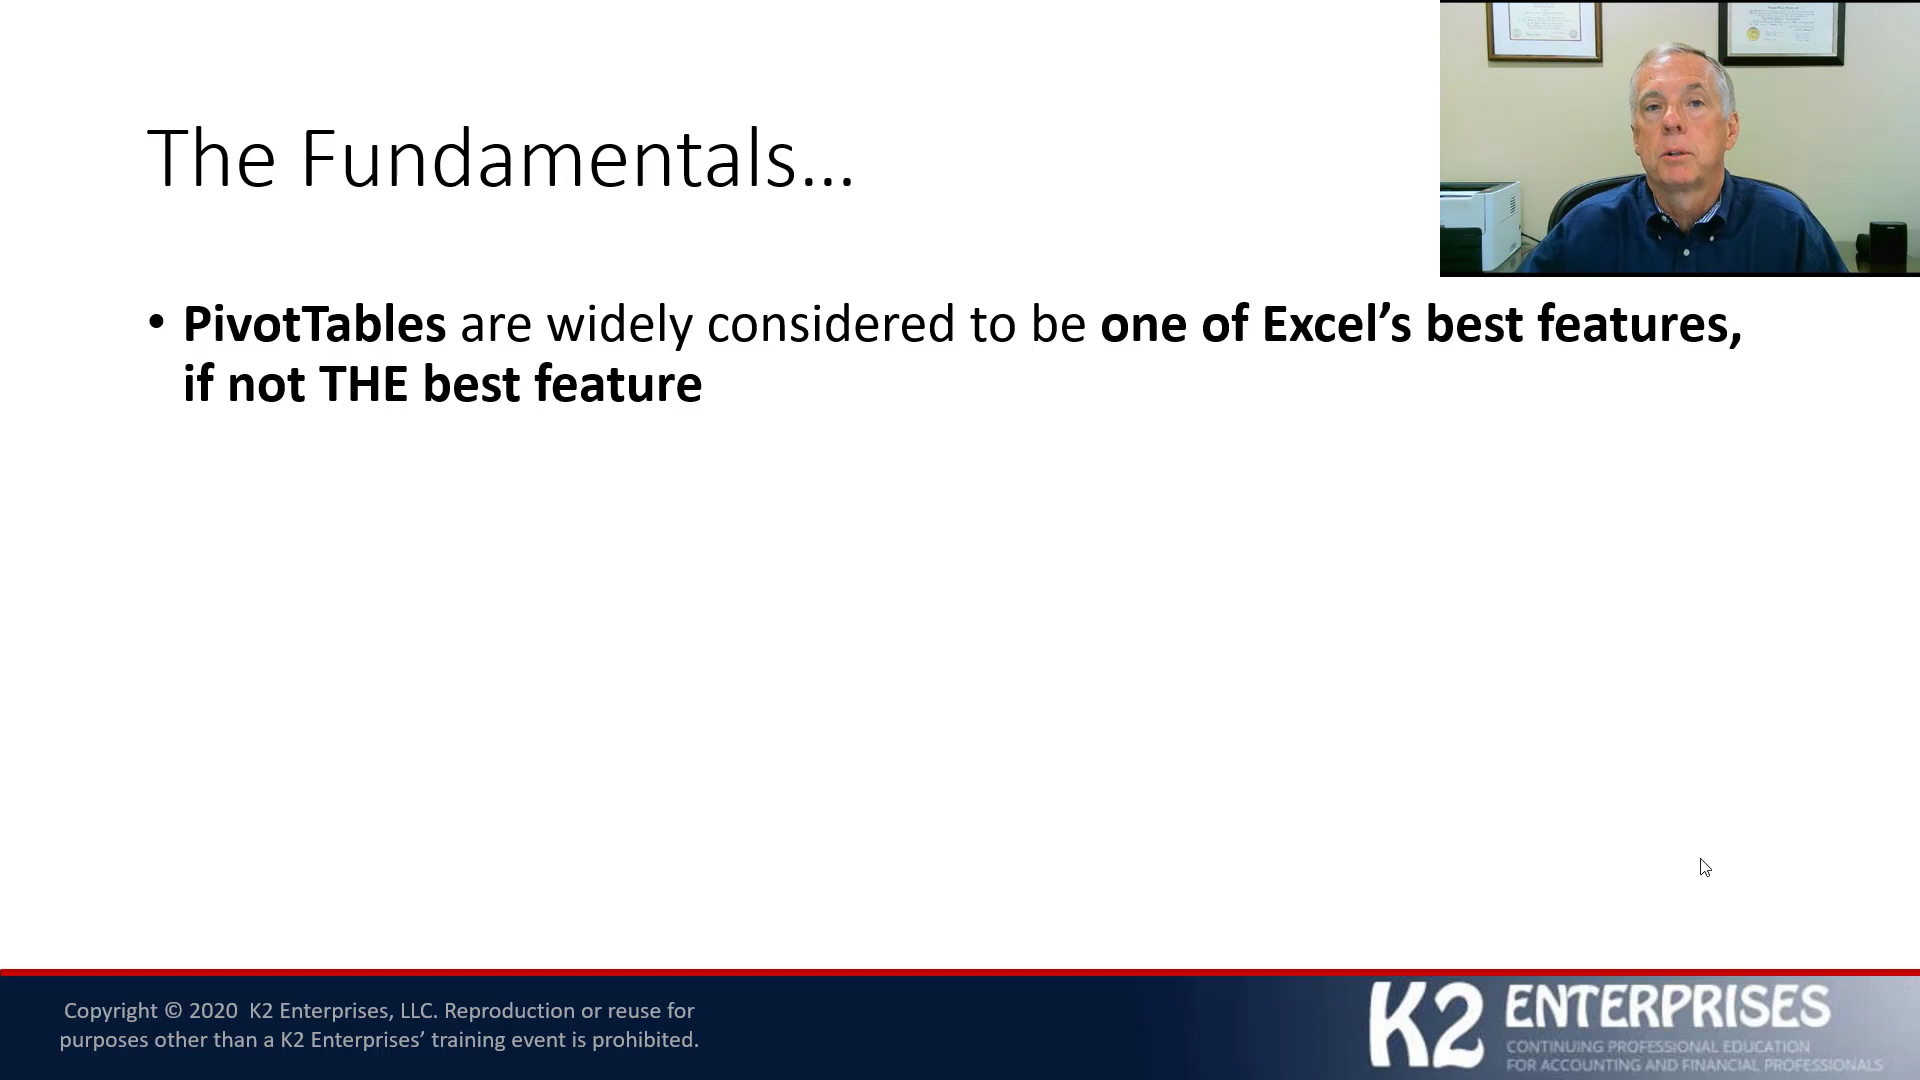 The Fundamentals…
• PivotTables are widely considered to be one of Excel’s best features,
if not THE best feature
Copyright © 2020 K2 Enterprises, LLC. Reproduction or reuse for
purposes other than a K2 Enterprises’ training event is prohibited.
K2 ENTERPRISES
CONTINUING PROFESSIONAL EDUCATION
FOR ACCOUNTING AND FINANCIAL PROFESSIONALS